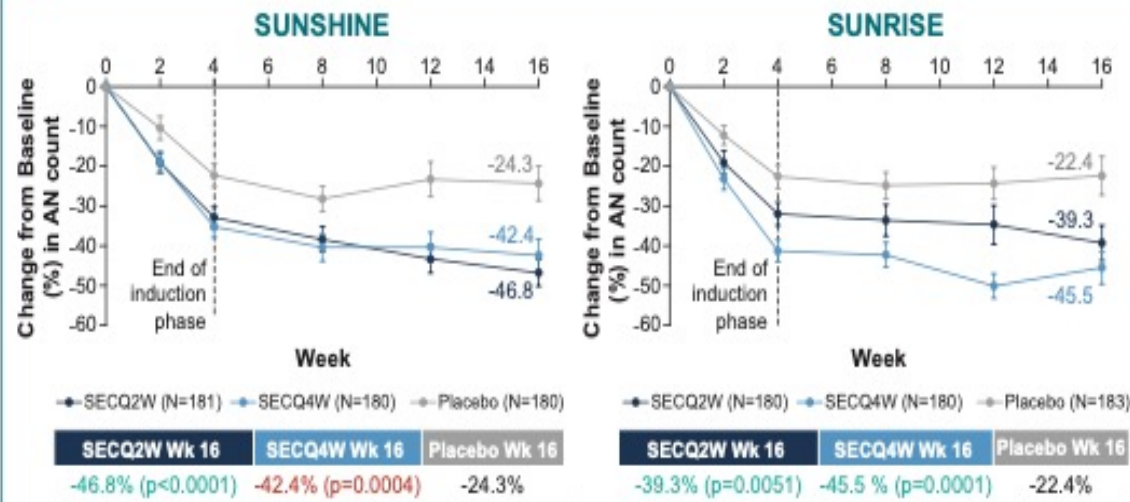 SUNSHINE
0 2 4 6 8 10 12 14 16
0
-10
-20
-30
-40
-50
-60
Change from Baseline
(%) in AN count
-24.3
-42.4
-46.8
End of
induction
phase
Week
SECQ2W (N=181) SECQ4W (N=180) Placebo (N=180)
SECQ2W Wk 16 SECQ4W Wk 16 Placebo Wk 16
-46.8% (p<0.0001) -42.4% (p=0.0004) -24.3%
SUNRISE
0 2 4 6 8 10 12 14 16
0
-10
-20
-30
-40
-50
-60
Change from Baseline
(%) in AN count
-22.4
-39.3
-45.5
End of
induction
phase
Week
SECQ2W (N=180) SECQ4W (N=180) Placebo (N=183)
SECQ2W Wk 16 SECQ4W Wk 16 Placebo Wk 16
-39.3% (p=0.0051) -45.5 % (p=0.0001) -22.4%